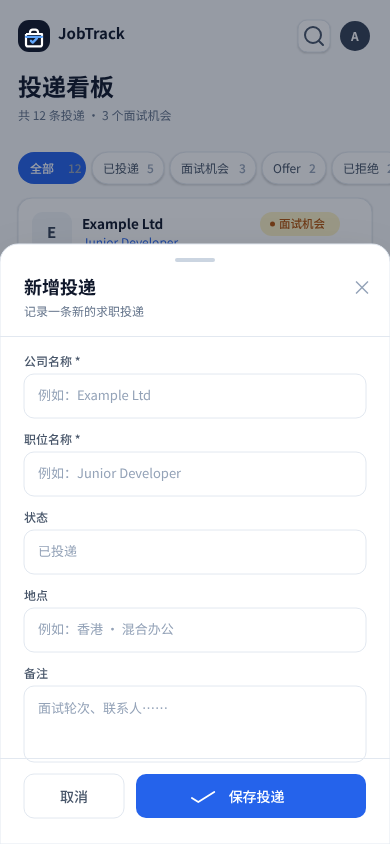 JobTrack
A
投递看板
共 12 条投递 · 3 个面试机会
全部 12 已投递 5 面试机会 3 Offer 2 已拒绝
E
Example Ltd
面试机会
Junior Developer
新增投递
记录一条新的求职投递
公司名称 *
例如：Example Ltd
职位名称 *
例如：Junior Developer
状态
已投递
地点
例如：香港 · 混合办公
备注
面试轮次、联系人……
取消
保存投递